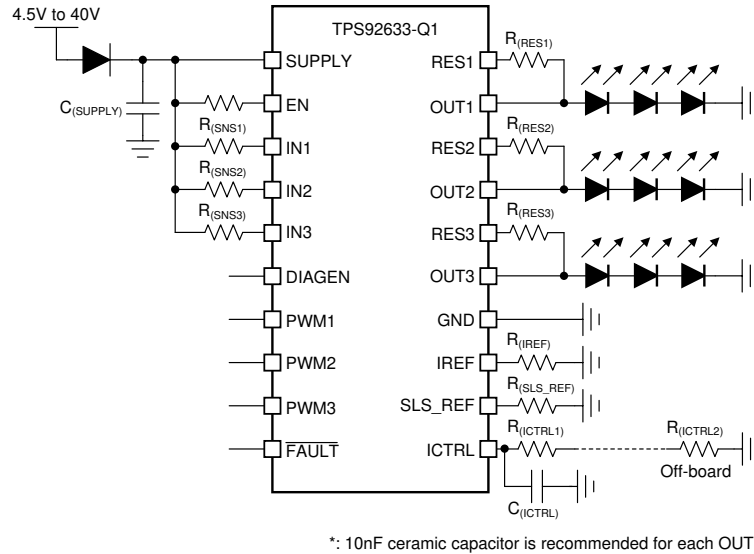 4.5V to 40V
TPS92633-Q1
SUPPLY
EN
IN1
IN2
IN3
DIAGEN
PWM1
PWM2
PWM3
FAULT
C(SUPPLY)
R(SNS1)
R(SNS2)
R(SNS3)
RES1
OUT1
RES2
OUT2
RES3
OUT3
GND
IREF
SLS_REF
ICTRL
R(RES1)
R(RES2)
R(RES3)
R(IREF)
R(SLS_REF)
R(ICTRL1)
R(ICTRL2)
Off-board
C(ICTRL)
*: 10nF ceramic capacitor is recommended for each OUT